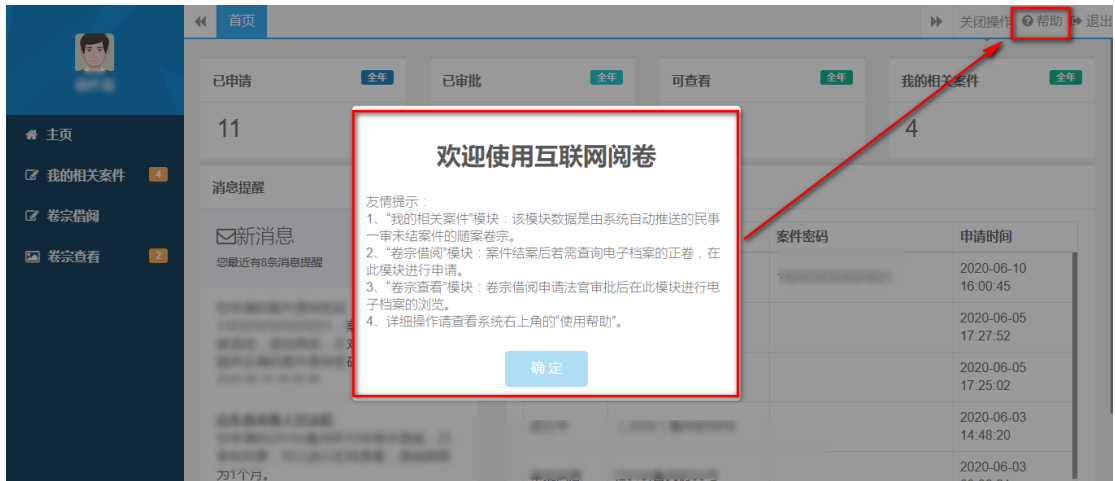 首页
关闭操作
帮助
退出
主页
我的相关案件 4
卷宗借阅
卷宗查看 2
已申请 全年
11
已审批 全年
可查看 全年
我的相关案件 全年
4
消息提醒
新消息
您最近有8条消息提醒
为1个月。
欢迎使用互联网阅卷
友情提示：
1、“我的相关案件”模块：该模块数据是由系统自动推送的民事
一审未结案件的随案卷宗。
2、“卷宗借阅”模块：案件结案后若需查询电子档案的正卷，在
此模块进行申请。
3、“卷宗查看”模块：卷宗借阅申请法官审批后在此模块进行电
子档案的浏览。
4、详细操作请查看系统右上角的“使用帮助”。
确定
案件密码
申请时间
2020-06-10
16:00:45
2020-06-05
17:27:52
2020-06-05
17:25:02
2020-06-03
14:48:20
2020-06-03